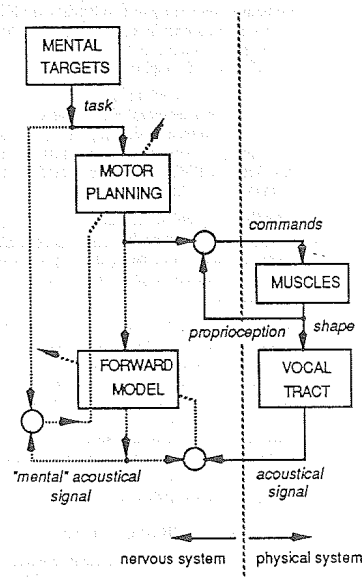 MENTAL
TARGETS
task
MOTOR
PLANNING
commands
MUSCLES
proprioception
shape
FORWARD
MODEL
VOCAL
TRACT
"mental" acoustical
signal
acoustical
signal
nervous system
physical system